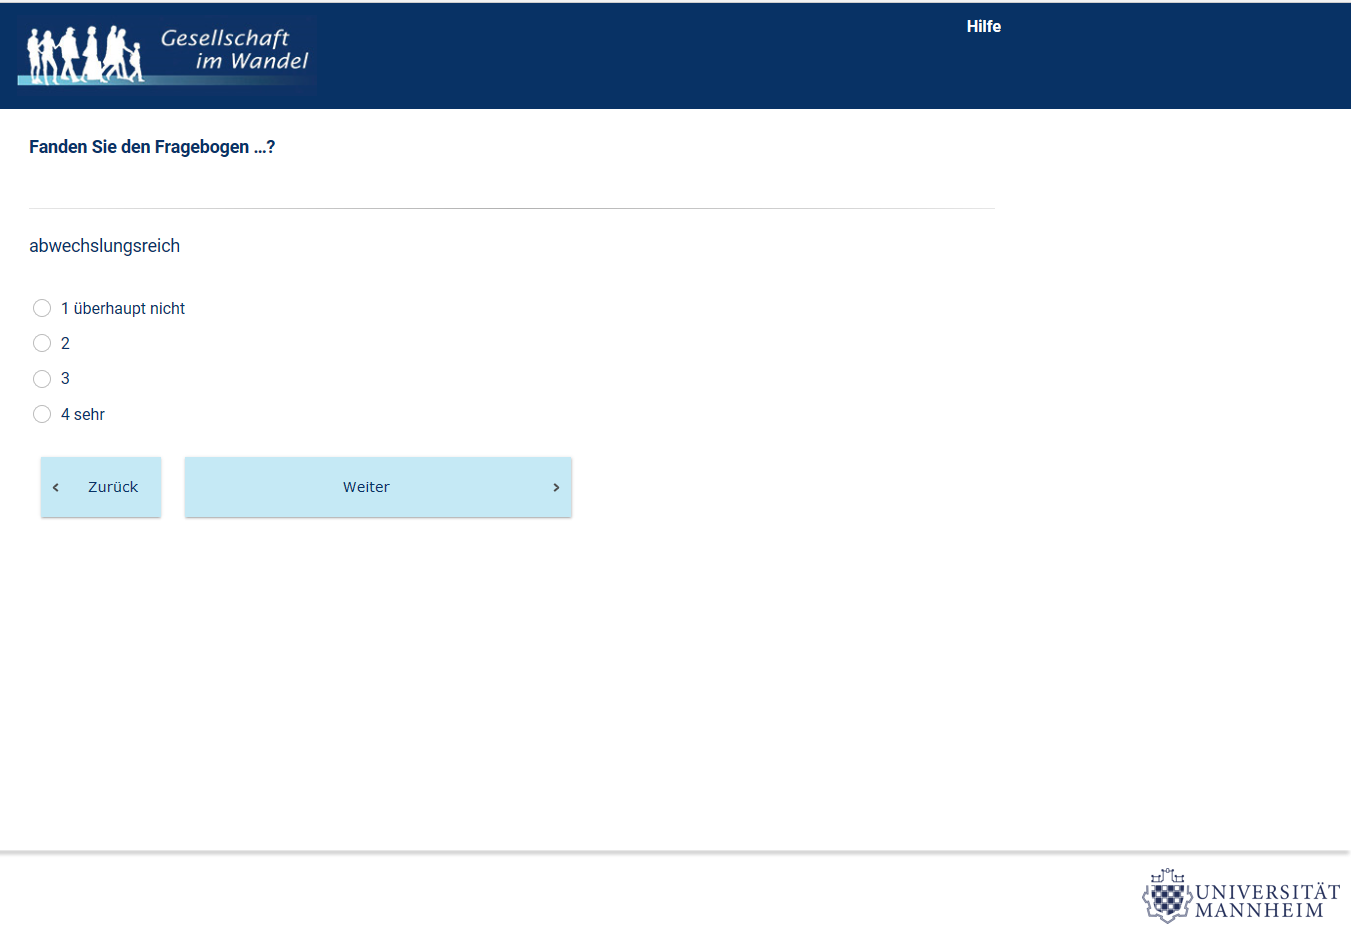 Gesellschaft
im Wandel
Hilfe
Fanden Sie den Fragebogen ...?
abwechslungsreich
1 überhaupt nicht
2
3
4 sehr
‹ Zurück
Weiter ›
UNIVERSITÄT
MANNHEIM